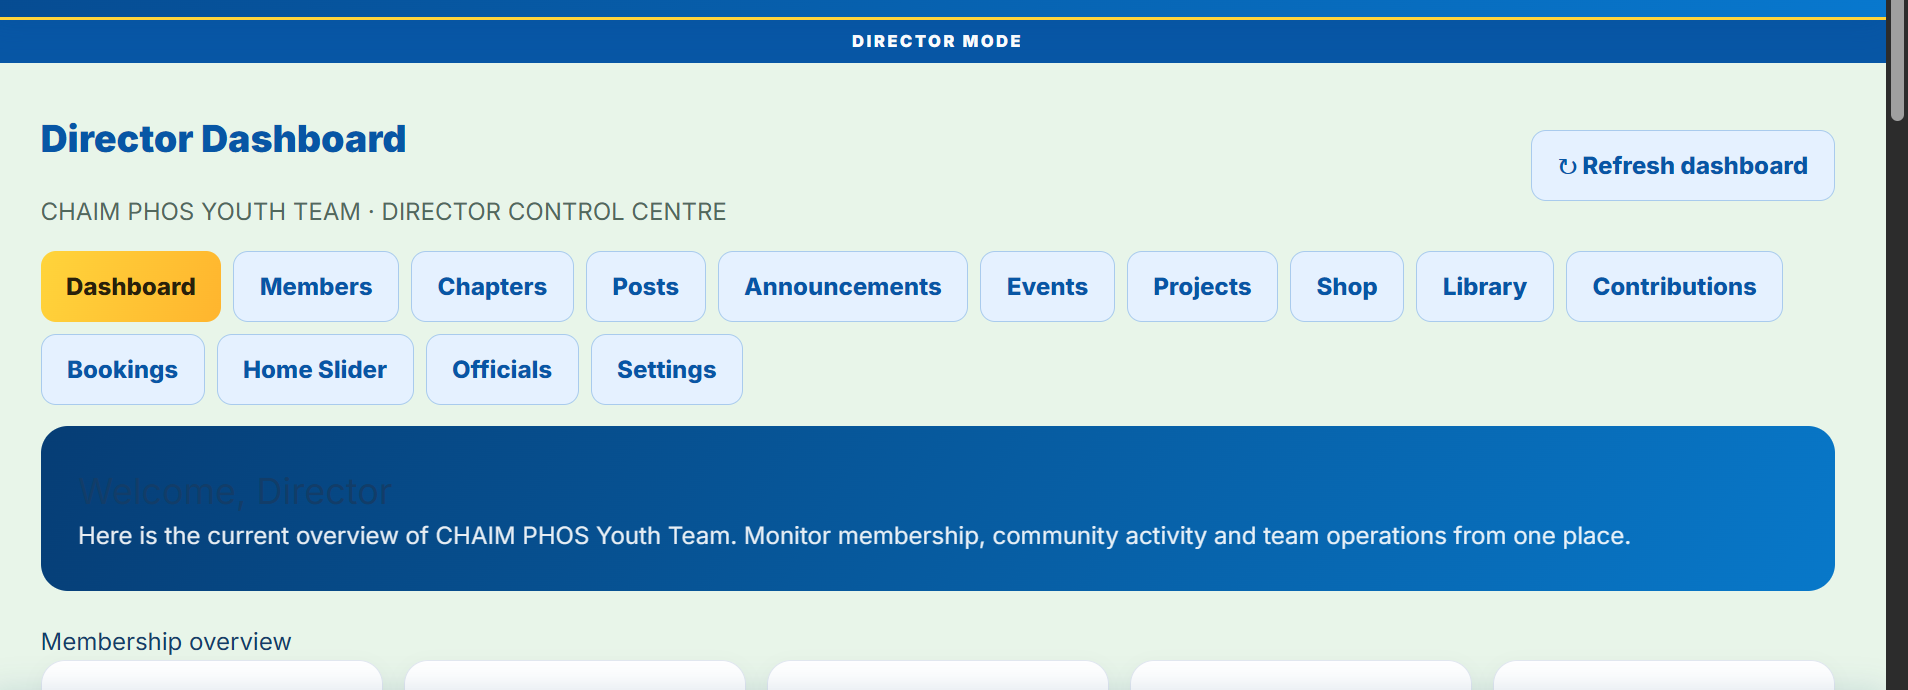 DIRECTOR MODE
Director Dashboard
↻ Refresh dashboard
CHAIM PHOS YOUTH TEAM · DIRECTOR CONTROL CENTRE
Dashboard Members Chapters Posts Announcements Events Projects Shop Library Contributions
Bookings Home Slider Officials Settings
Welcome, Director
Here is the current overview of CHAIM PHOS Youth Team. Monitor membership, community activity and team operations from one place.
Membership overview